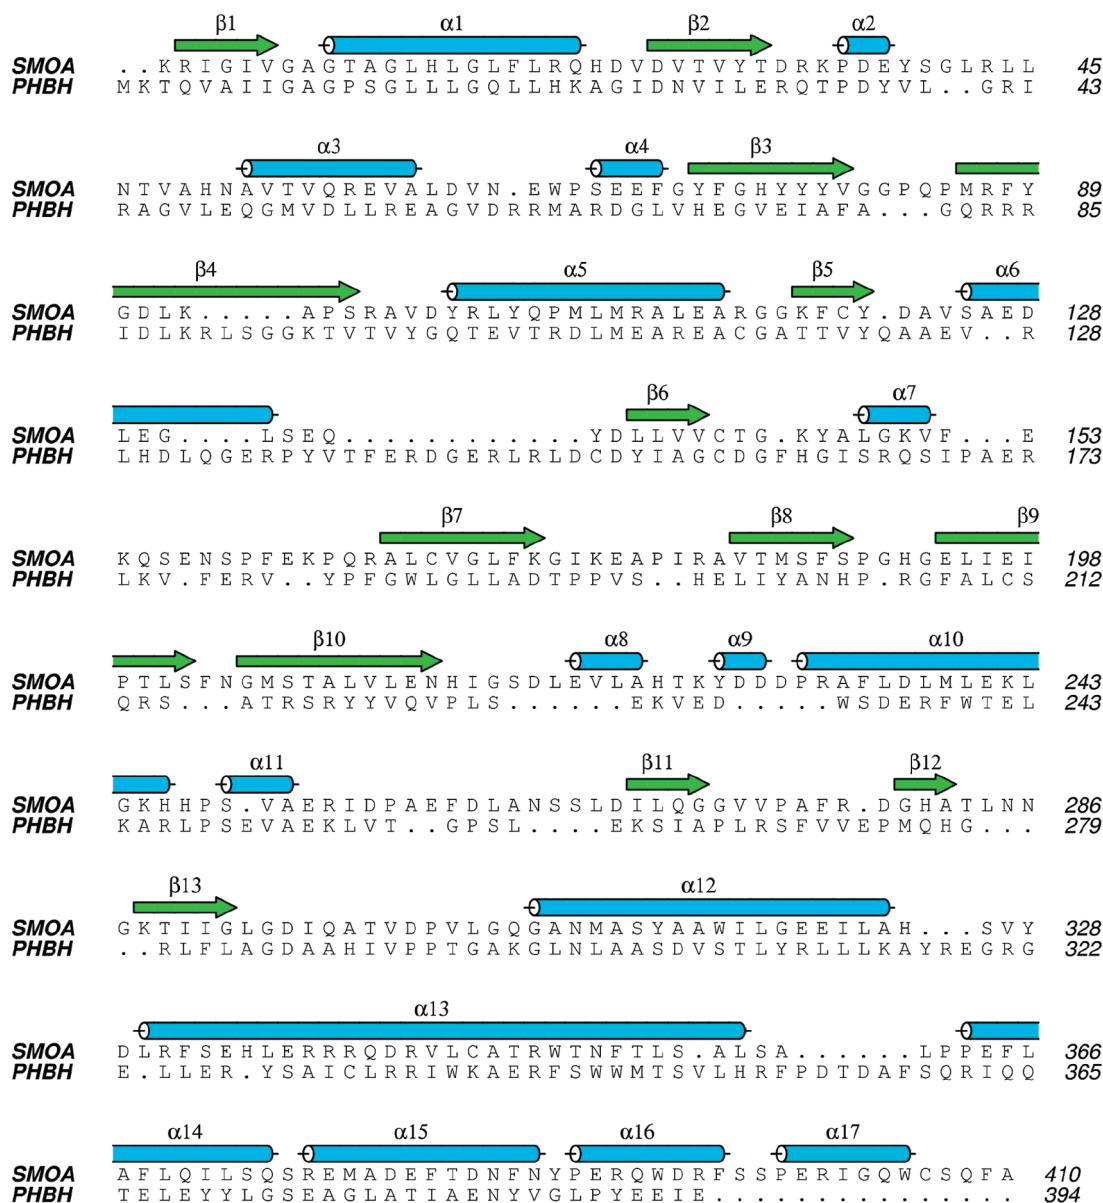 β1 α1 β2 α2
SMOA . . K R I G I V G A G T A G L H L G L F L R Q H D V D V T V Y T D R K P D E Y S G L R L L 45
PHBH M K T Q V A I I G A G P S G L L L G Q L L H K A G I D N V I L E R Q T P D Y V L . . G R I 43
α3 α4 β3
SMOA N T V A H N A V T V Q R E V A L D V N . E W P S E E F G Y F G H Y Y Y V G G P Q P M R F Y 89
PHBH R A G V L E Q G M V D L L R E A G V D R R M A R D G L V H E G V E I A F A . . . G Q R R R 85
β4 α5 β5 α6
SMOA G D L K . . . . . A P S R A V D Y R L Y Q P M L M R A L E A R G G K F C Y . D A V S A E D 128
PHBH I D L K R L S G G K T V T V Y G Q T E V T R D L M E A R E A C G A T T V Y Q A A E V . . R 128
β6 α7
SMOA L E G . . . . L S E Q . . . . . . . . . . . . Y D L L V V C T G . K Y A L G K V F . . . E 153
PHBH L H D L Q G E R P Y V T F E R D G E R L R L D C D Y I A G C D G F H G I S R Q S I P A E R 173
β7 β8 β9
SMOA K Q S E N S P F E K P Q R A L C V G L F K G I K E A P I R A V T M S F S P G H G E L I E I 198
PHBH L K V . F E R V . . Y P F G W L G L L A D T P P V S . . H E L I Y A N H P . R G F A L C S 212
β10 α8 α9 α10
SMOA P T L S F N G M S T A L V L E N H I G S D L E V L A H T K Y D D D P R A F L D L M L E K L 243
PHBH Q R S . . . A T R S R Y Y V Q V P L S . . . . . . E K V E D . . . . . W S D E R F W T E L 243
α11 β11 β12
SMOA G K H H P S . V A E R I D P A E F D L A N S S L D I L Q G G V V P A F R . D G H A T L N N 286
PHBH K A R L P S E V A E K L V T . . G P S L . . . . E K S I A P L R S F V V E P M Q H G . . . 279
β13 α12
SMOA G K T I I G L G D I Q A T V D P V L G Q G A N M A S Y A A W I L G E E I L A H . . . S V Y 328
PHBH . . R L F L A G D A A H I V P P T G A K G L N L A A S D V S T L Y R L L L K A Y R E G R G 322
α13
SMOA D L R F S E H L E R R R Q D R V L C A T R W T N F T L S . A L S A . . . . . . L P P E F L 366
PHBH E . L L E R . Y S A I C L R R I W K A E R F S W W M T S V L H R F P D T D A F S Q R I Q Q 365
α14 α15 α16 α17
SMOA A F L Q I L S Q S R E M A D E F T D N F N Y P E R Q W D R F S S P E R I G Q W C S Q F A 410
PHBH T E L E Y Y L G S E A G L A T I A E N Y V G L P Y E E I E . . . . . . . . . . . . . . . 394